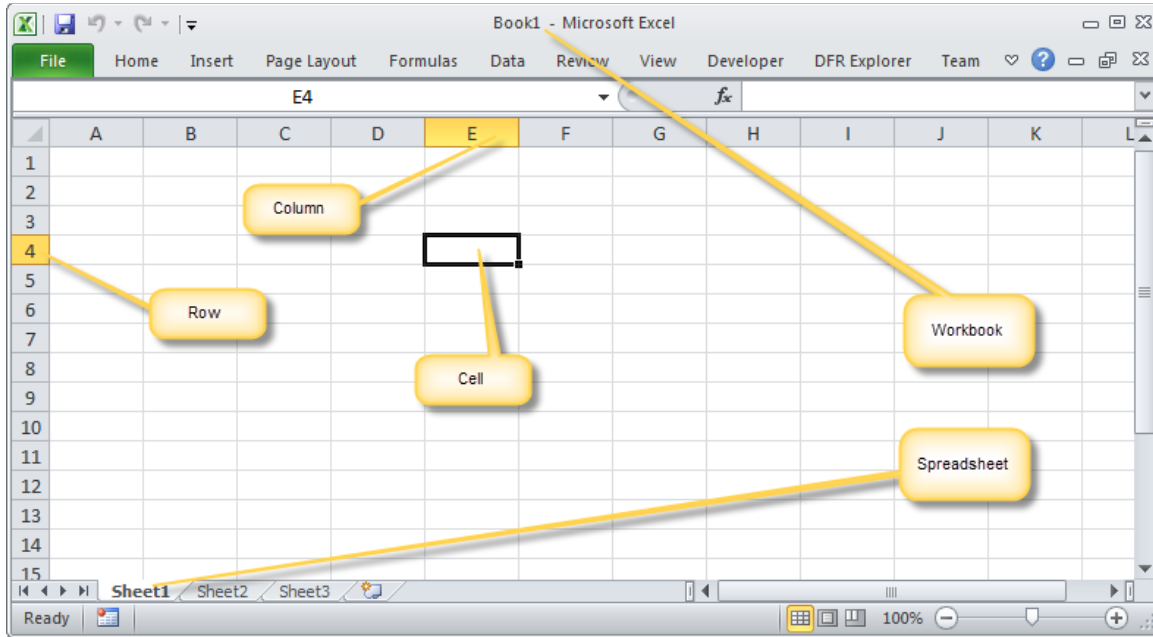 Book1 - Microsoft Excel
File Home Insert Page Layout Formulas Data Review View Developer DFR Explorer Team
E4 fx
A B C D E F G H I J K L
1
2
Column
3
4
5
6
Row
Workbook
7
8
Cell
9
10
11
Spreadsheet
12
13
14
15
Sheet1 Sheet2 Sheet3
Ready 100%